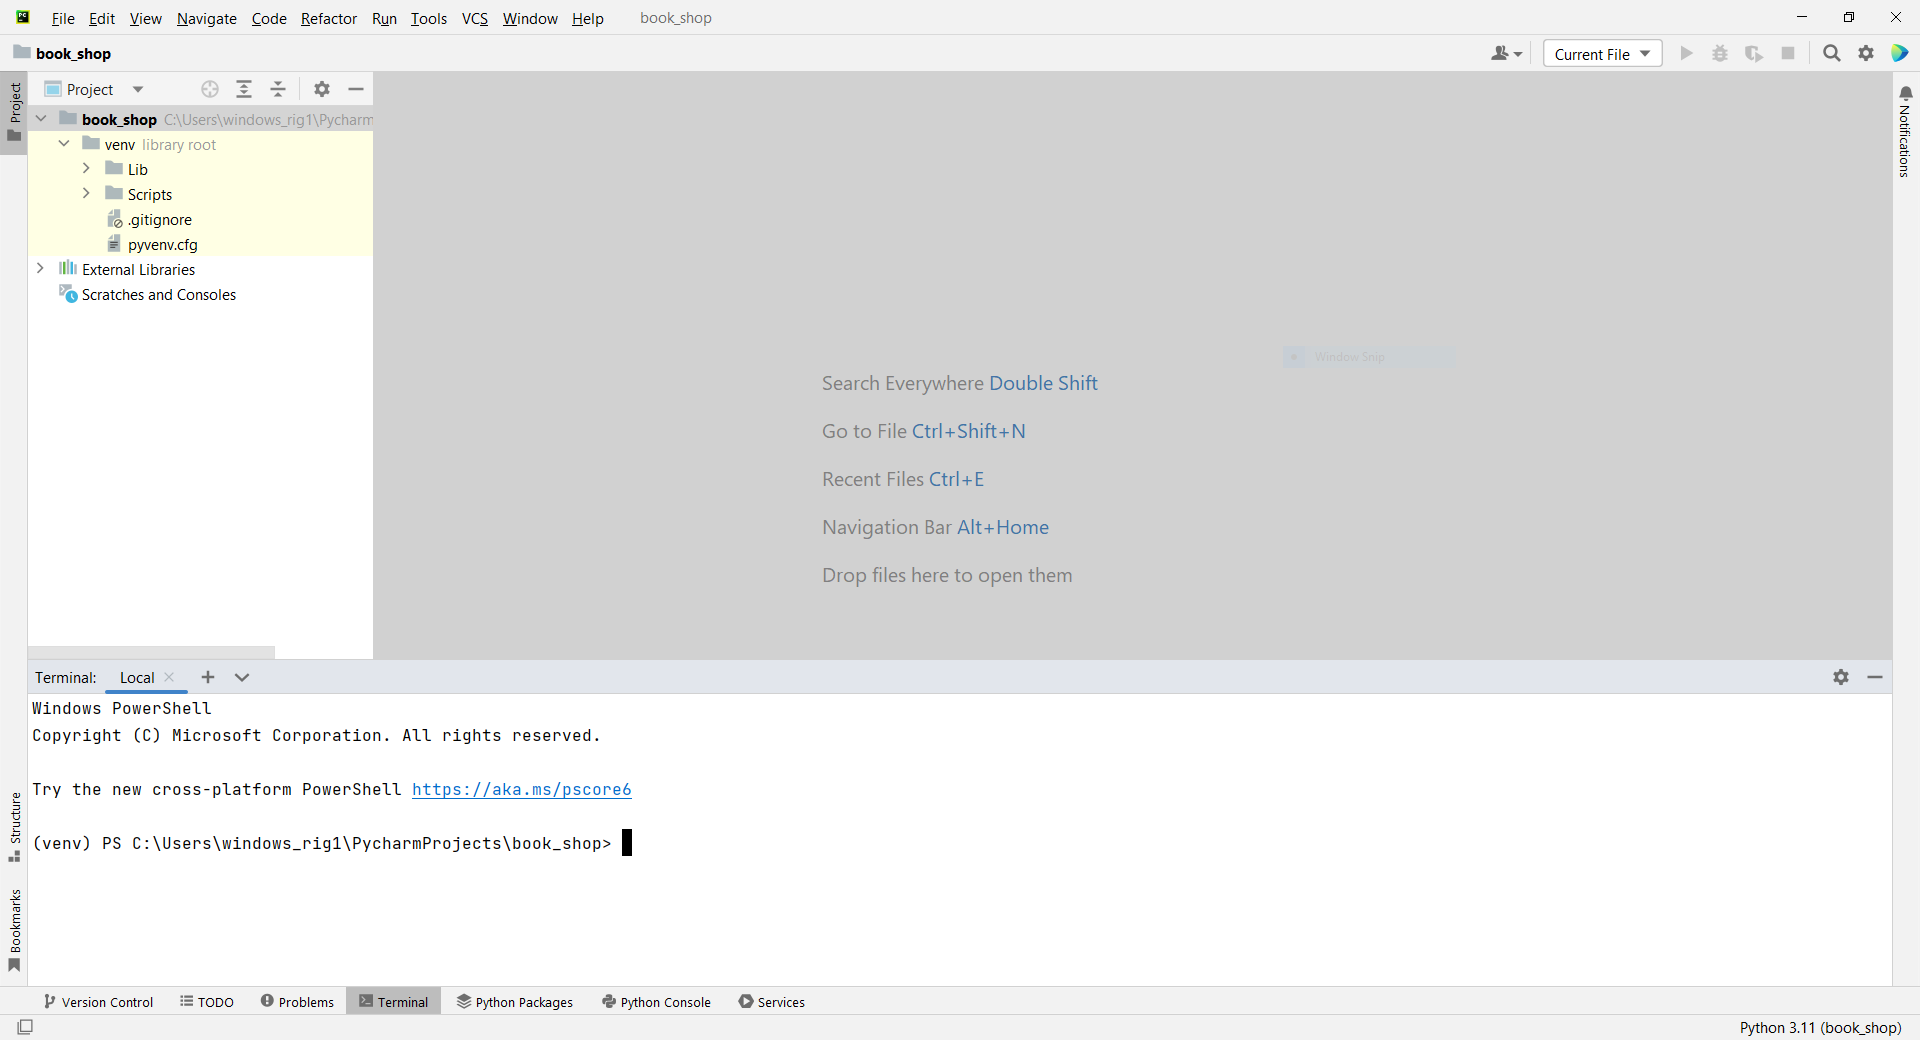 File Edit View Navigate Code Refactor Run Tools VCS Window Help book_shop
book_shop
Current File
Project
Project
book_shop C:\Users\windows_rig1\Pycharm
venv library root
Lib
Scripts
.gitignore
pyvenv.cfg
External Libraries
Scratches and Consoles
Notifications
Window Snip
Search Everywhere Double Shift
Go to File Ctrl+Shift+N
Recent Files Ctrl+E
Navigation Bar Alt+Home
Drop files here to open them
Terminal: Local
Windows PowerShell
Copyright (C) Microsoft Corporation. All rights reserved.
Try the new cross-platform PowerShell https://aka.ms/pscore6
(venv) PS C:\Users\windows_rig1\PycharmProjects\book_shop>
Structure
Bookmarks
Version Control TODO Problems Terminal Python Packages Python Console Services
Python 3.11 (book_shop)